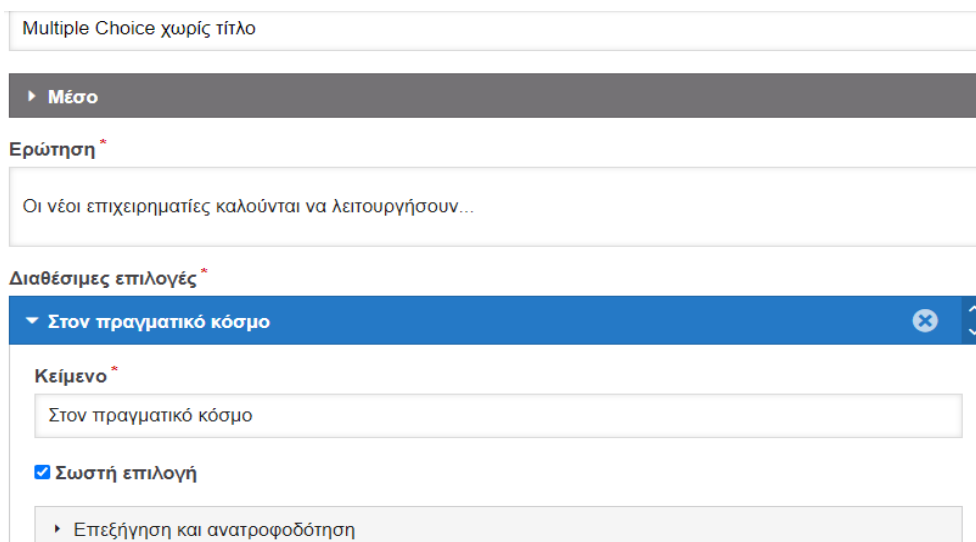 Multiple Choice χωρίς τίτλο
Μέσο
Ερώτηση*
Οι νέοι επιχειρηματίες καλούνται να λειτουργήσουν...
Διαθέσιμες επιλογές*
Στον πραγματικό κόσμο
Κείμενο*
Στον πραγματικό κόσμο
Σωστή επιλογή
Επεξήγηση και ανατροφοδότηση